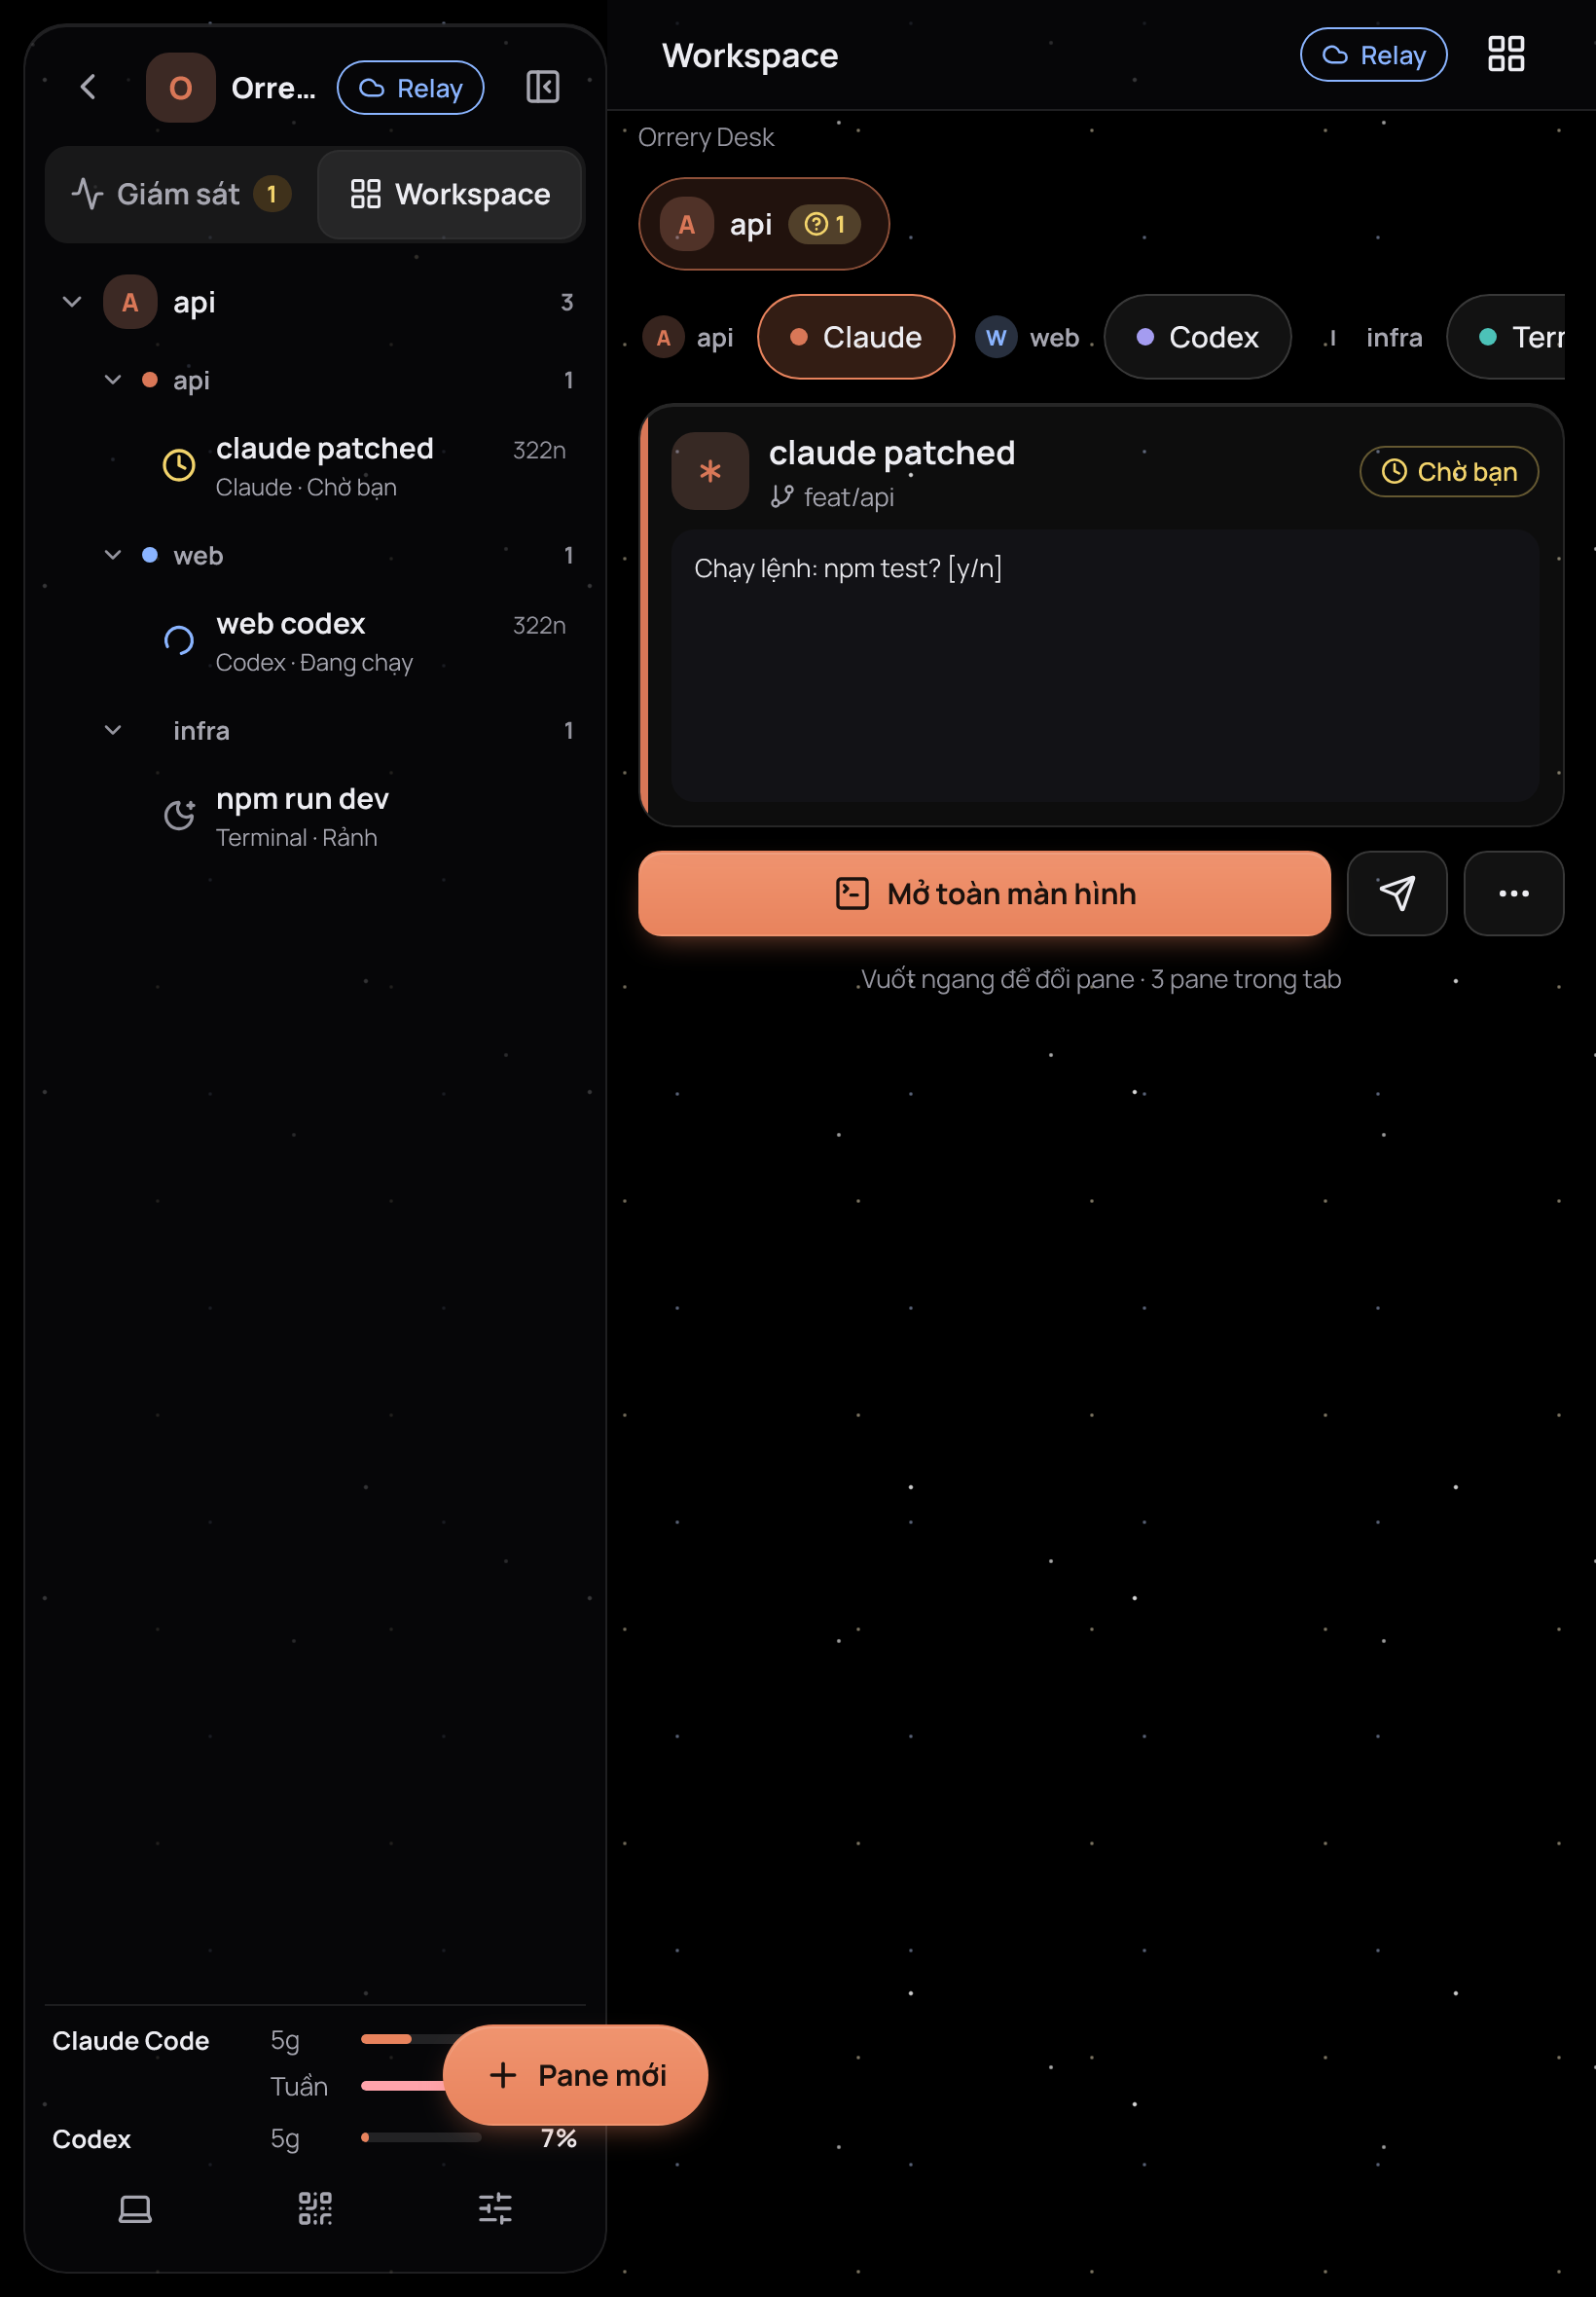 O Orre... Relay
Giám sát 1 Workspace
A api 3
api 1
claude patched 322n
Claude · Chờ bạn
web 1
web codex 322n
Codex · Đang chạy
infra 1
npm run dev
Terminal · Rảnh
Claude Code 5g
Tuần
Codex 5g 7%
Workspace Relay
Orrery Desk
A api 1
A api Claude W web Codex I infra Terr
claude patched
feat/api
Chờ bạn
Chạy lệnh: npm test? [y/n]
Mở toàn màn hình
Vuốt ngang để đổi pane · 3 pane trong tab
Pane mới